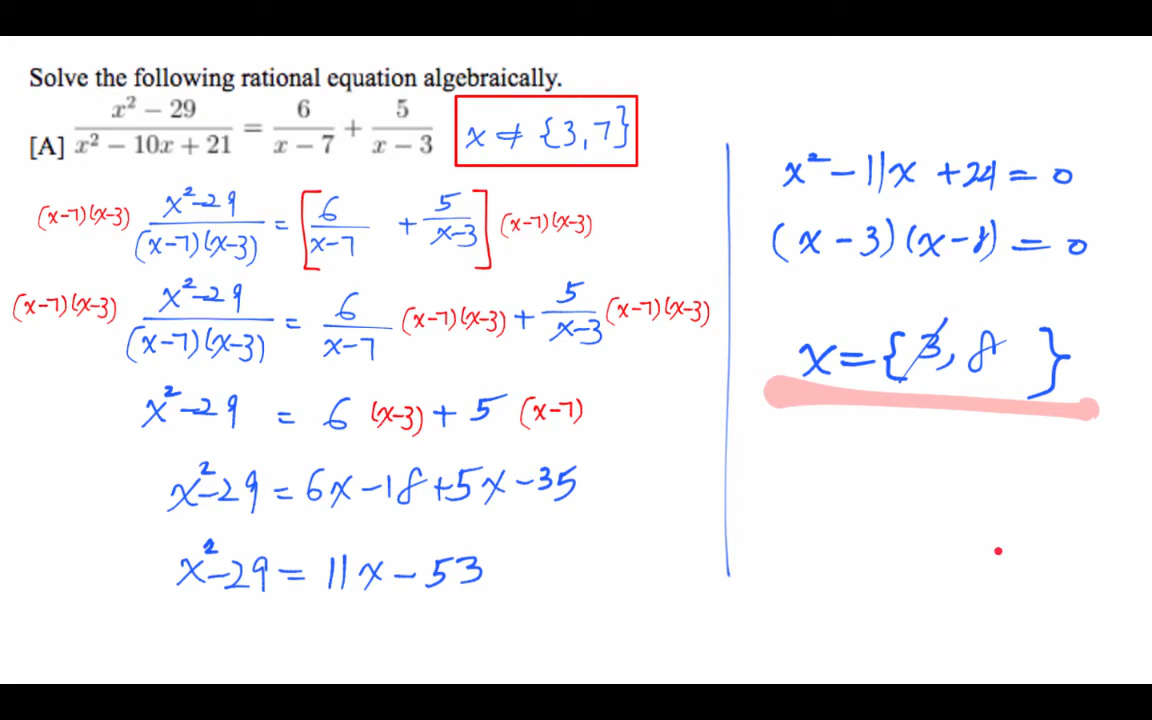 Solve the following rational equation algebraically.
[A] (x² − 29)/(x² − 10x + 21) = 6/(x − 7) + 5/(x − 3)
x ≠ {3, 7}
(x-7)(x-3) (x²-29)/((x-7)(x-3)) = [6/(x-7) + 5/(x-3)] (x-7)(x-3)
(x-7)(x-3) (x²-29)/((x-7)(x-3)) = 6/(x-7) (x-7)(x-3) + 5/(x-3) (x-7)(x-3)
x²-29 = 6 (x-3) + 5 (x-7)
x²-29 = 6x-18+5x-35
x²-29 = 11x-53
x²-11x+24=0
(x-3)(x-8)=0
x={3, 8}